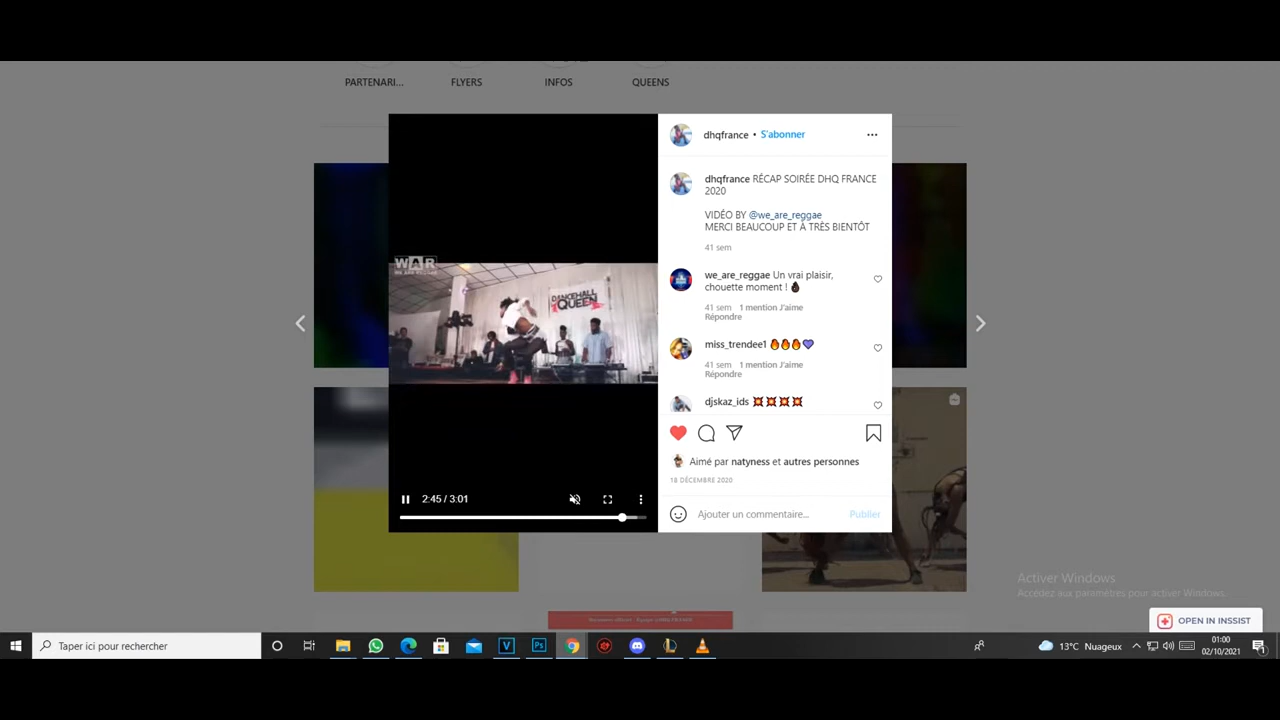 PARTENARI...
FLYERS
INFOS
QUEENS
dhqfrance • S'abonner
dhqfrance RÉCAP SOIRÉE DHQ FRANCE
2020
VIDÉO BY @we_are_reggae
MERCI BEAUCOUP ET À TRÈS BIENTÔT
41 sem
we_are_reggae Un vrai plaisir,
chouette moment !
41 sem 1 mention J'aime
Répondre
miss_trendee1
41 sem 1 mention J'aime
Répondre
djskaz_ids
Aimé par natyness et autres personnes
18 DÉCEMBRE 2020
Ajouter un commentaire...
Publier
WAR
WE ARE REGGAE
DANCEHALL
QUEEN
2:45 / 3:01
Activer Windows
Accédez aux paramètres pour activer Windows.
OPEN IN INSSIST
Taper ici pour rechercher
13°C Nuageux
01:00
02/10/2021